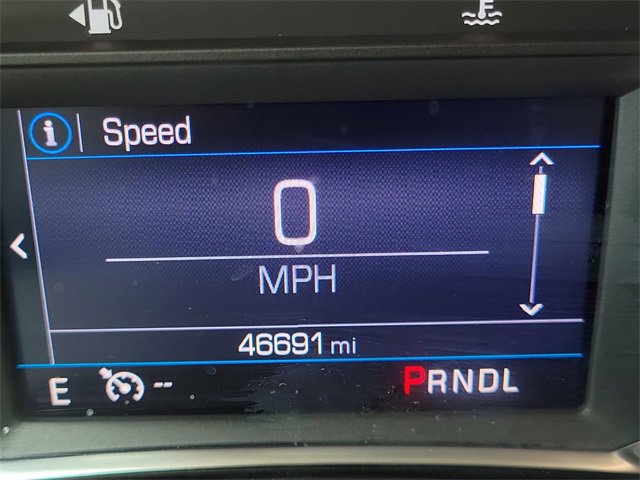 Speed
0
MPH
46691 mi
E -- PRNDL